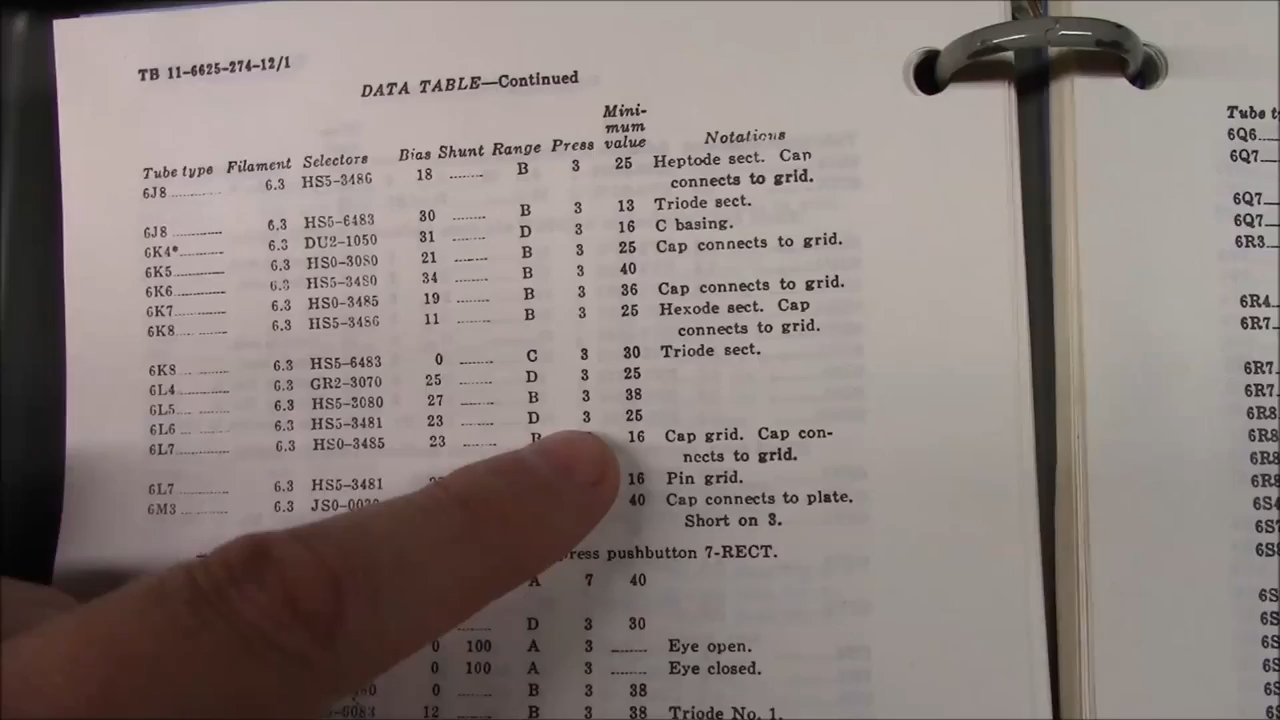 TB 11-6625-274-12/1
DATA TABLE—Continued
Tube type Filament Selectors Bias Shunt Range Press Mini-mum value Notations
6J8 6.3 HS5-3486 18 B 3 25 Heptode sect. Cap
connects to grid.
6J8 6.3 HS5-6483 30 B 3 13 Triode sect.
6K4* 6.3 DU2-1050 31 D 3 16 C basing.
6K5 6.3 HS0-3080 21 B 3 25 Cap connects to grid.
6K6 6.3 HS5-3480 34 B 3 40
6K7 6.3 HS0-3485 19 B 3 36 Cap connects to grid.
6K8 6.3 HS5-3486 11 B 3 25 Hexode sect. Cap
connects to grid.
6K8 6.3 HS5-6483 0 C 3 30 Triode sect.
6L4 6.3 GR2-3070 25 D 3 25
6L5 6.3 HS5-3080 27 B 3 38
6L6 6.3 HS5-3481 23 D 3 25
6L7 6.3 HS0-3485 23 16 Cap grid. Cap con-
nects to grid.
6L7 6.3 HS5-3481 16 Pin grid.
6M3 6.3 40 Cap connects to plate.
Short on 3.
press pushbutton 7-RECT.
A 7 40
D 3 30
0 100 A 3 Eye open.
0 100 A 3 Eye closed.
0 B 3 38
12 B 3 38 Triode No. 1.
Tube
6Q6
6Q7
6Q7
6Q7
6R3
6R4
6R7
6R7
6R7
6R8
6R8
6R8